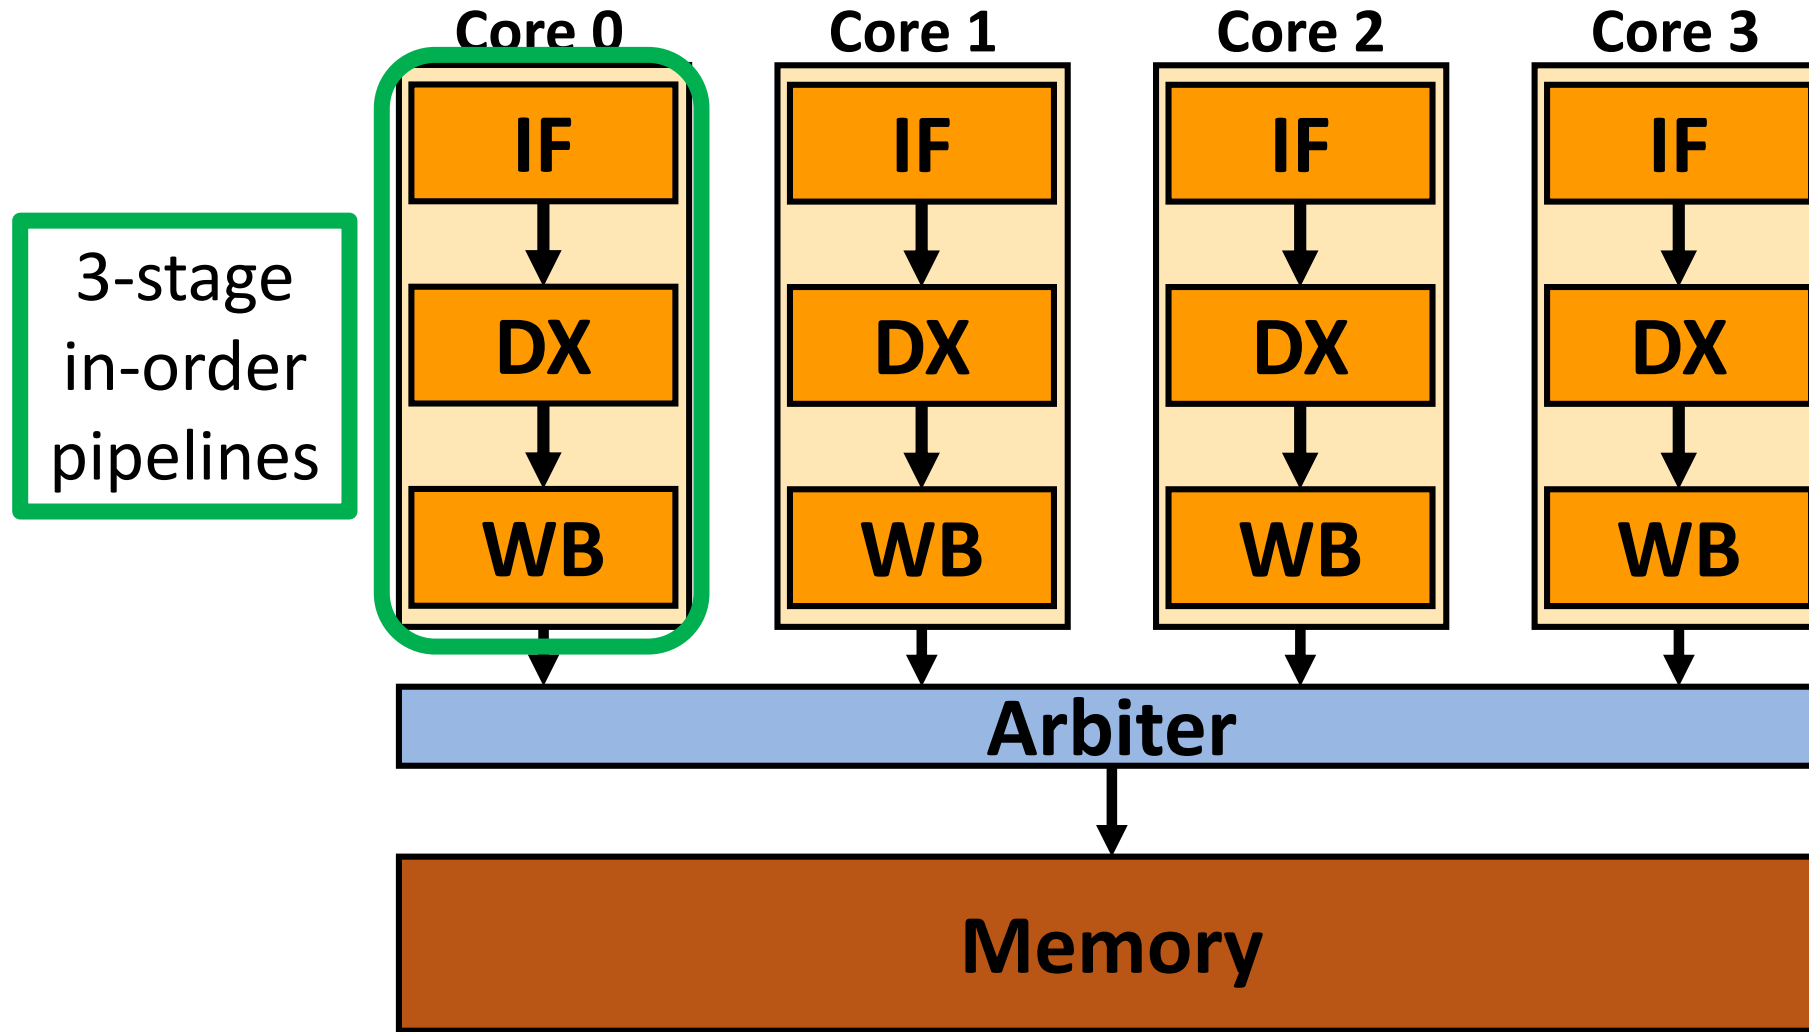 Core 0 Core 1 Core 2 Core 3
IF IF IF IF
3-stage
in-order
pipelines
DX DX DX DX
WB WB WB WB
Arbiter
Memory